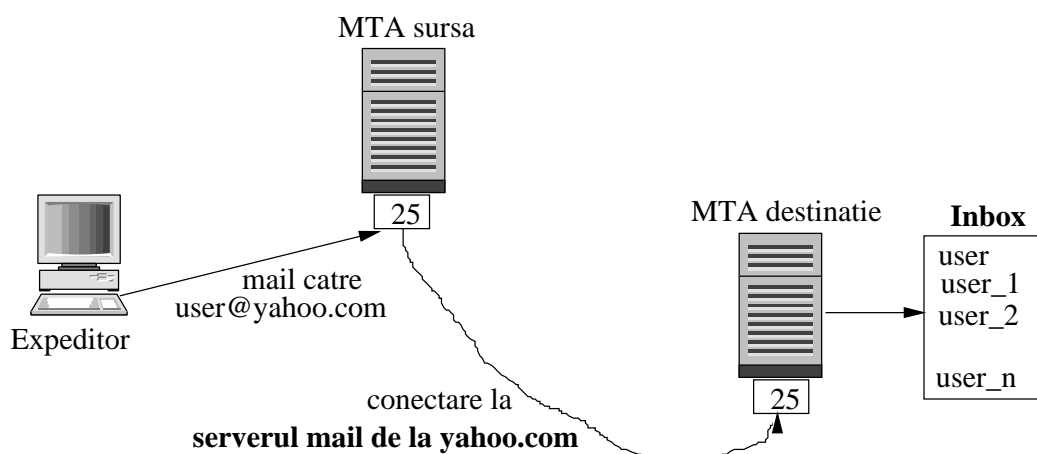 MTA sursa
25
mail catre
user@yahoo.com
Expeditor
conectare la
serverul mail de la yahoo.com
MTA destinatie
25
Inbox
user
user_1
user_2
user_n